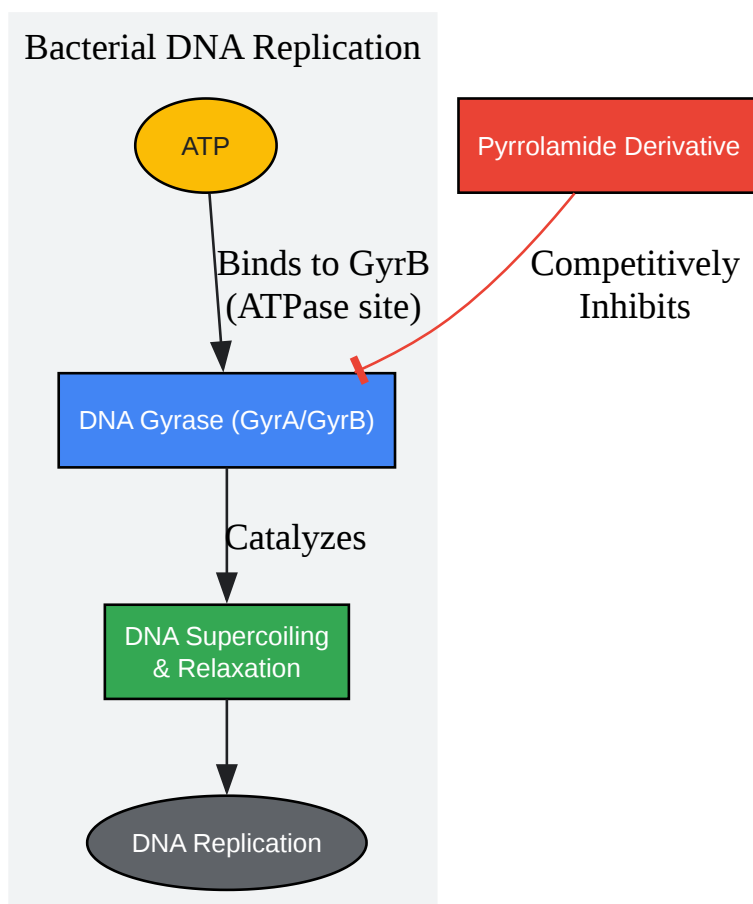 Bacterial DNA Replication
ATP
Pyrrolamide Derivative
Binds to GyrB
(ATPase site)
Competitively
Inhibits
DNA Gyrase (GyrA/GyrB)
Catalyzes
DNA Supercoiling
& Relaxation
DNA Replication